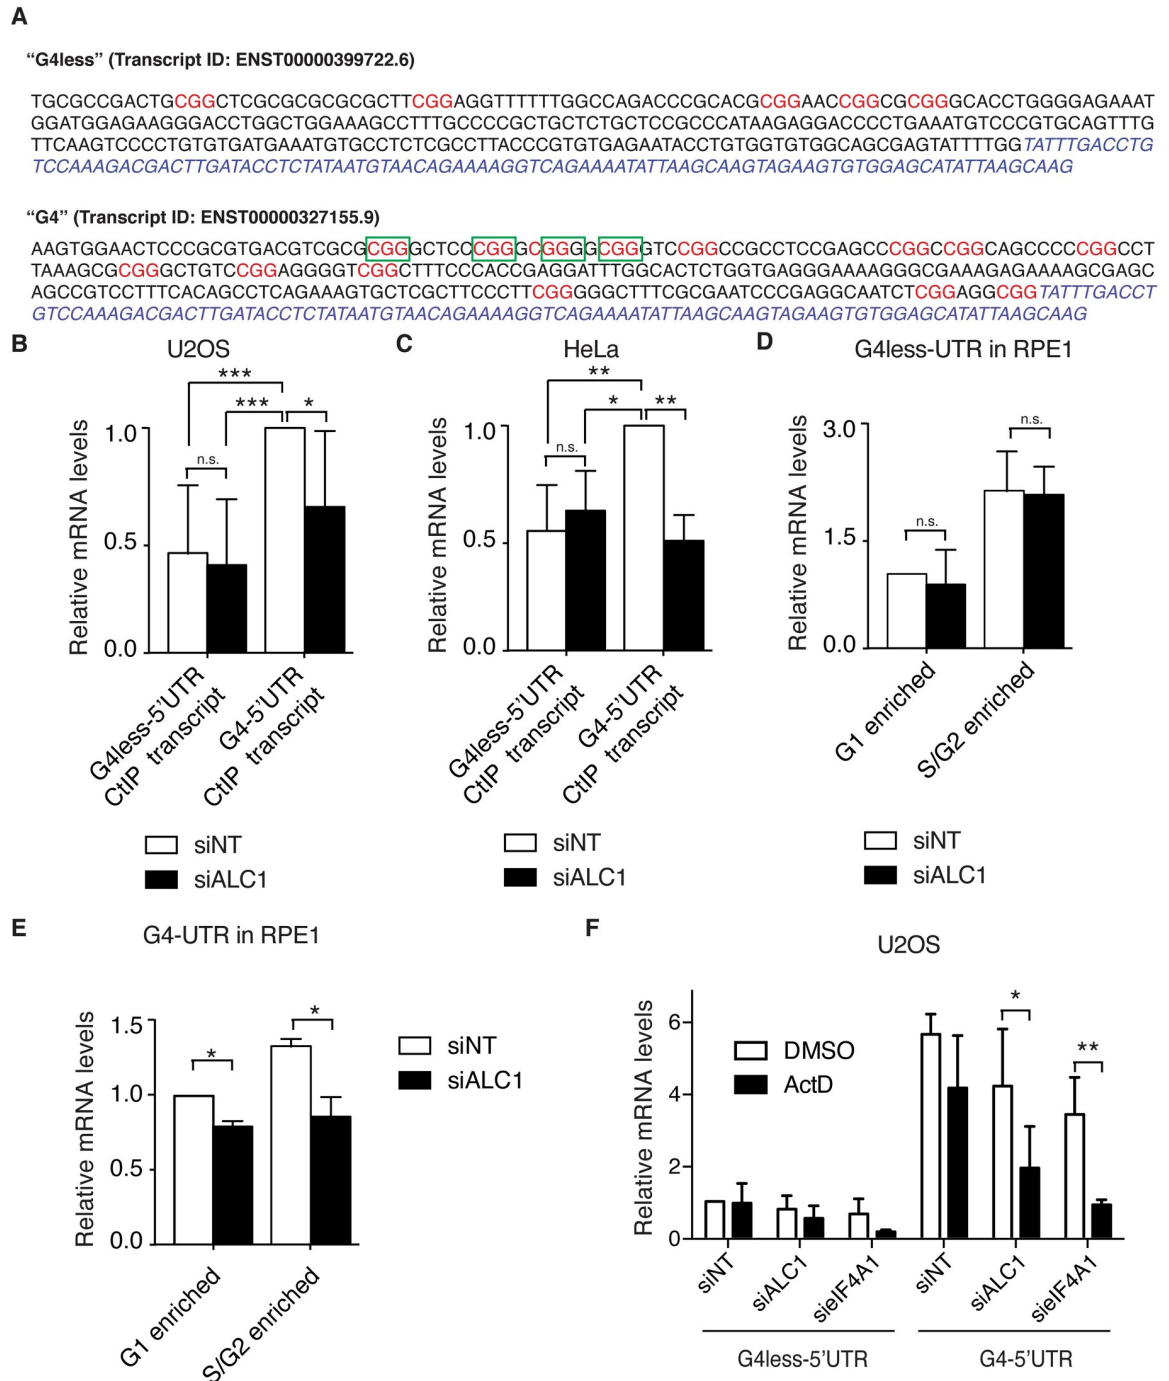 A
“G4less” (Transcript ID: ENST00000399722.6)
TGCGCCGACTGCGGCTCGCGCGCGCGCTTCGGAGGTTTTTTGGCCAGACCCGCACGCGGAACCGGCGCGGGCACCTGGGGAGAAAT
GGATGGAGAAGGGACCTGGCTGGAAAGCCTTTGCCCCGCTGCTCTGCTCCGCCCATAAGAGGACCCCTGAAATGTCCCGTGCAGTTTG
TTCAAGTCCCCTGTGTGATGAAATGTGCCTCTCGCCTTACCCGTGTGAGAATACCTGTGGTGTGTGGCAGCGAGTATTTTGGTATTTGACCTG
TCCAAAGACGACTTGATACCTCTATAATGTAACAGAAAAGGTCAGAAAATATTAAGCAAGTAGAAGTGTGGAGCATATTAAGCAAG
“G4” (Transcript ID: ENST00000327155.9)
AAGTGGAACTCCCGCGTGACGTCGCGCGGGCTCCCGGGCGGGGCGGGTCCGGCCGCCTCCGAGCCCGGCCGGCAGCCCCCGGCCT
TAAAGCGCGGGCTGTCCGGAGGGGTCGGCTTTCCCACCGAGGATTTGGCACTCTGGTGAGGGAAAAGGGCGAAAGAGAAAAGCGAGC
AGCCGTCCTTTCACAGCCTCAGAAAGTGCTCGCTTCCCTTCGGGGGCTTTCGCGAATCCCGAGGCAATCTCGGAGGCGGTATTTGACCT
GTCCAAAGACGACTTGATACCTCTATAATGTAACAGAAAAGGTCAGAAAATATTAAGCAAGTAGAAGTGTGGAGCATATTAAGCAAG
B
U2OS
***
*** *
n.s.
Relative mRNA levels
1.0
0.5
0.0
G4less-5’UTR
CtIP transcript
G4-5’UTR
CtIP transcript
siNT
siALC1
C
HeLa
**
* **
n.s.
Relative mRNA levels
1.0
0.5
0.0
G4less-5’UTR
CtIP transcript
G4-5’UTR
CtIP transcript
siNT
siALC1
D
G4less-UTR in RPE1
n.s.
n.s.
Relative mRNA levels
3.0
1.5
0.0
G1 enriched
S/G2 enriched
siNT
siALC1
E
G4-UTR in RPE1
*
*
Relative mRNA levels
1.5
1.0
0.5
0.0
G1 enriched
S/G2 enriched
siNT
siALC1
F
U2OS
*
**
DMSO
ActD
Relative mRNA levels
6
4
2
0
siNT
siALC1
sieIF4A1
siNT
siALC1
sieIF4A1
G4less-5’UTR
G4-5’UTR